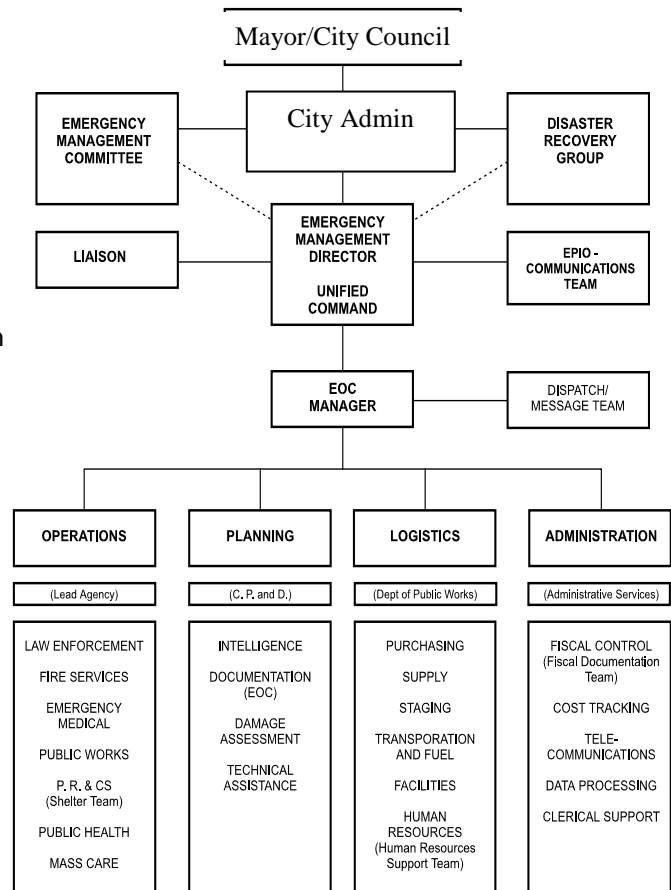 Mayor/City Council
City Admin
EMERGENCY
MANAGEMENT
COMMITTEE
DISASTER
RECOVERY
GROUP
EMERGENCY
MANAGEMENT
DIRECTOR
UNIFIED
COMMAND
LIAISON
EPIO -
COMMUNICATIONS
TEAM
n
EOC
MANAGER
DISPATCH/
MESSAGE TEAM
OPERATIONS
(Lead Agency)
LAW ENFORCEMENT
FIRE SERVICES
EMERGENCY
MEDICAL
PUBLIC WORKS
P. R. & CS
(Shelter Team)
PUBLIC HEALTH
MASS CARE
PLANNING
(C. P. and D.)
INTELLIGENCE
DOCUMENTATION
(EOC)
DAMAGE
ASSESSMENT
TECHNICAL
ASSISTANCE
LOGISTICS
(Dept of Public Works)
PURCHASING
SUPPLY
STAGING
TRANSPORATION
AND FUEL
FACILITIES
HUMAN
RESOURCES
(Human Resources
Support Team)
ADMINISTRATION
(Administrative Services)
FISCAL CONTROL
(Fiscal Documentation
Team)
COST TRACKING
TELE-
COMMUNICATIONS
DATA PROCESSING
CLERICAL SUPPORT